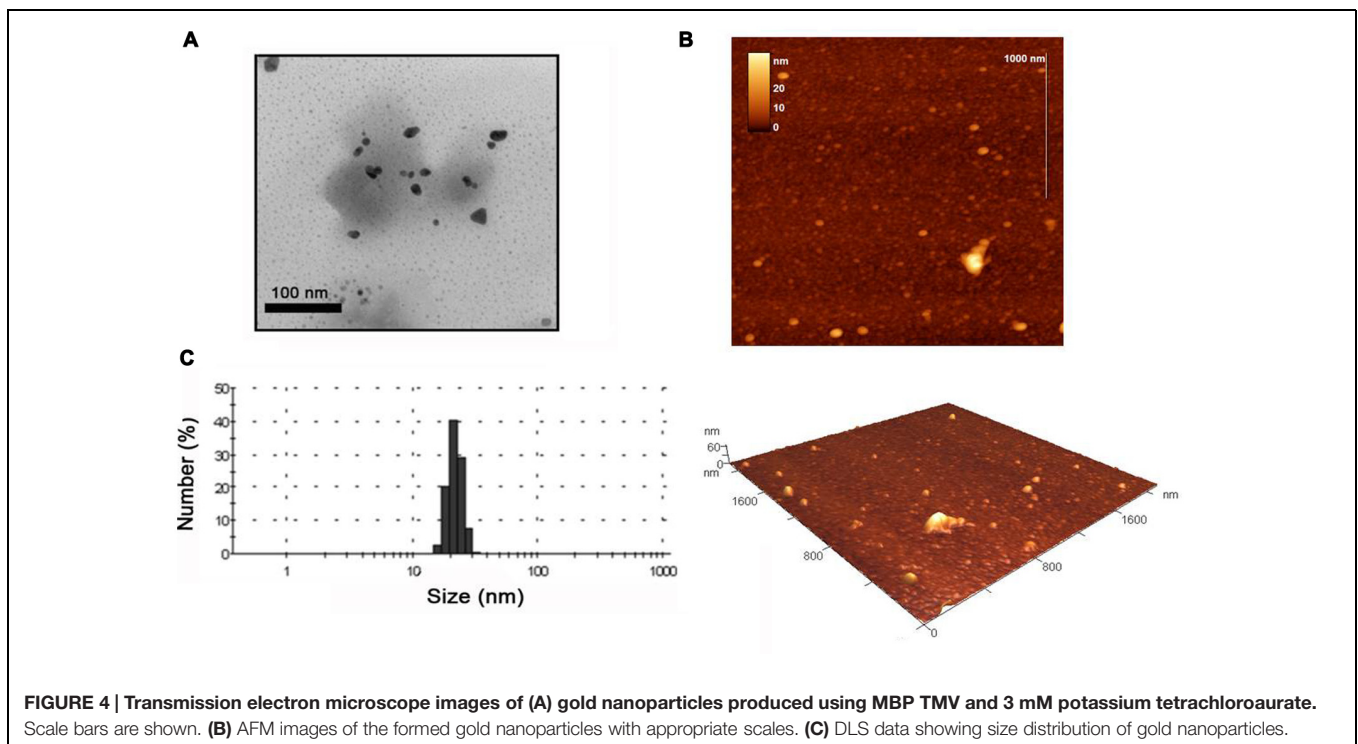 A
B
100 nm
nm
20
10
0
1000 nm
C
50
40
30
20
10
0
Number (%)
1
10
100
1000
Size (nm)
nm
60
0
nm
1600
800
0
800
1600
nm
FIGURE 4 | Transmission electron microscope images of (A) gold nanoparticles produced using MBP TMV and 3 mM potassium tetrachloroaurate.
Scale bars are shown. (B) AFM images of the formed gold nanoparticles with appropriate scales. (C) DLS data showing size distribution of gold nanoparticles.